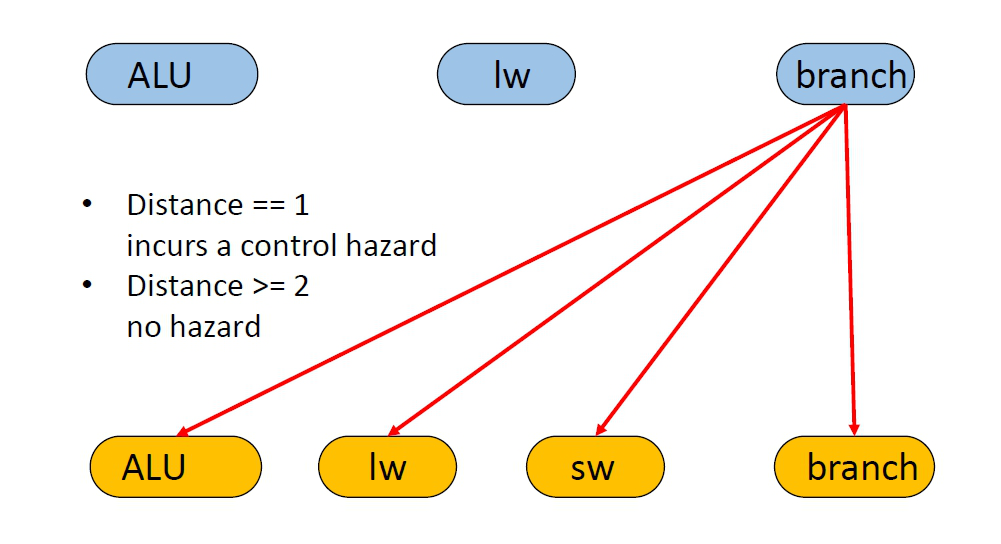 ALU lw branch
• Distance == 1
incurs a control hazard
• Distance >= 2
no hazard
ALU lw sw branch